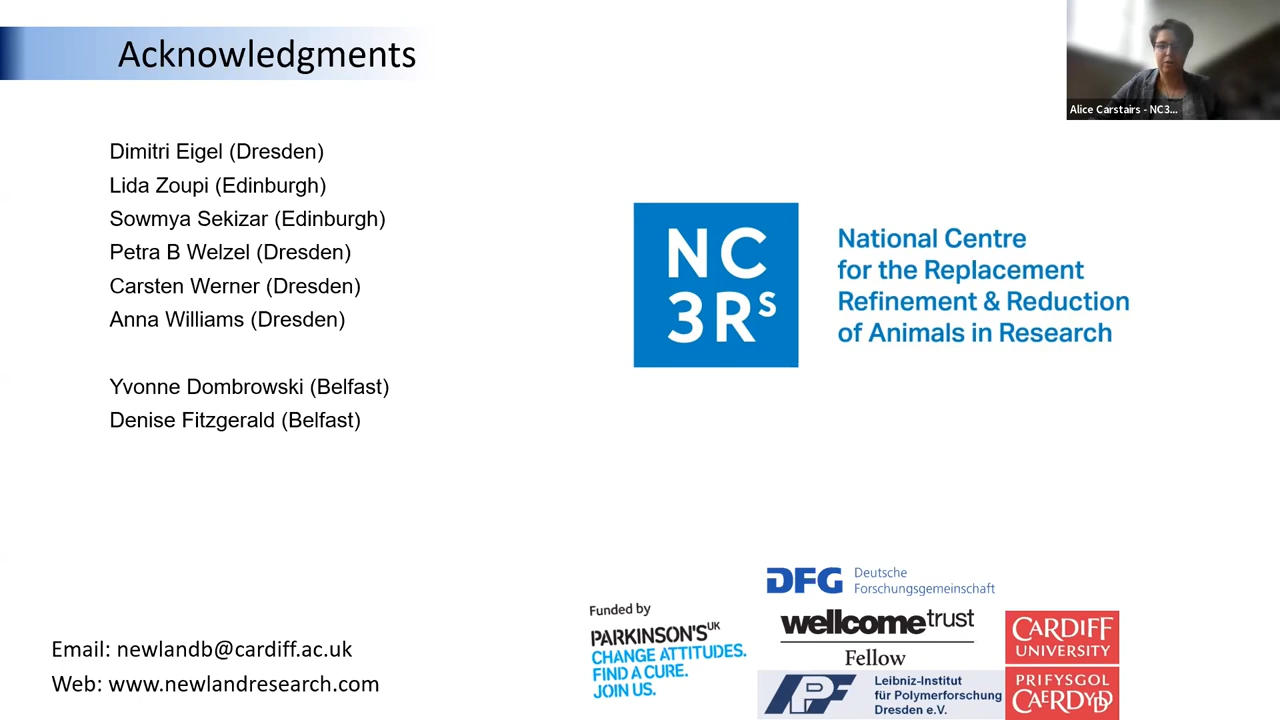 Acknowledgments
Alice Carstairs - NC3...
Dimitri Eigel (Dresden)
Lida Zoupi (Edinburgh)
Sowmya Sekizar (Edinburgh)
Petra B Welzel (Dresden)
Carsten Werner (Dresden)
Anna Williams (Dresden)
Yvonne Dombrowski (Belfast)
Denise Fitzgerald (Belfast)
NC
3Rs
National Centre
for the Replacement
Refinement & Reduction
of Animals in Research
Email: newlandb@cardiff.ac.uk
Web: www.newlandresearch.com
Funded by
PARKINSON'S UK
CHANGE ATTITUDES.
FIND A CURE.
JOIN US.
DFG Deutsche
Forschungsgemeinschaft
wellcometrust
Fellow
IPF
Leibniz-Institut
für Polymerforschung
Dresden e.V.
CARDIFF
UNIVERSITY
PRIFYSGOL
CAERDYDD